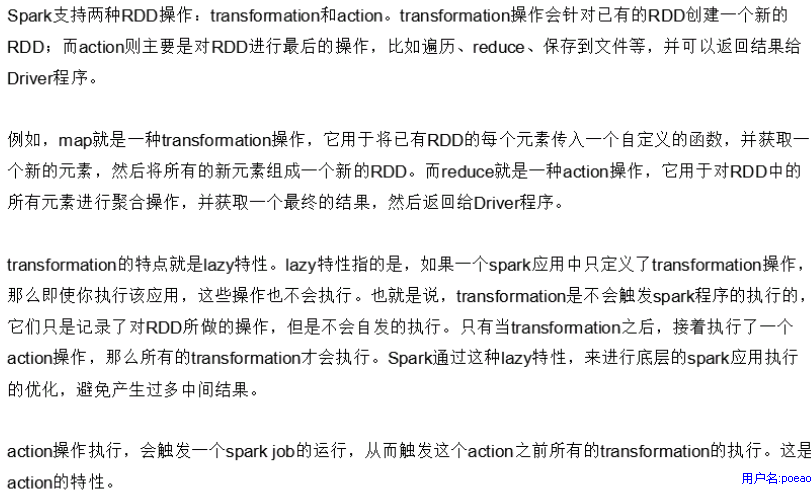 Spark支持两种RDD操作：transformation和action。transformation操作会针对已有的RDD创建一个新的
RDD；而action则主要是对RDD进行最后的操作，比如遍历、reduce、保存到文件等，并可以返回结果给
Driver程序。
例如，map就是一种transformation操作，它用于将已有RDD的每个元素传入一个自定义的函数，并获取一
个新的元素，然后将所有的新元素组成一个新的RDD。而reduce就是一种action操作，它用于对RDD中的
所有元素进行聚合操作，并获取一个最终的结果，然后返回给Driver程序。
transformation的特点就是lazy特性。lazy特性指的是，如果一个spark应用中只定义了transformation操作，
那么即使你执行该应用，这些操作也不会执行。也就是说，transformation是不会触发spark程序的执行的，
它们只是记录了对RDD所做的操作，但是不会自发的执行。只有当transformation之后，接着执行了一个
action操作，那么所有的transformation才会执行。Spark通过这种lazy特性，来进行底层的spark应用执行
的优化，避免产生过多中间结果。
action操作执行，会触发一个spark job的运行，从而触发这个action之前所有的transformation的执行。这是
action的特性。
用户名:poeao